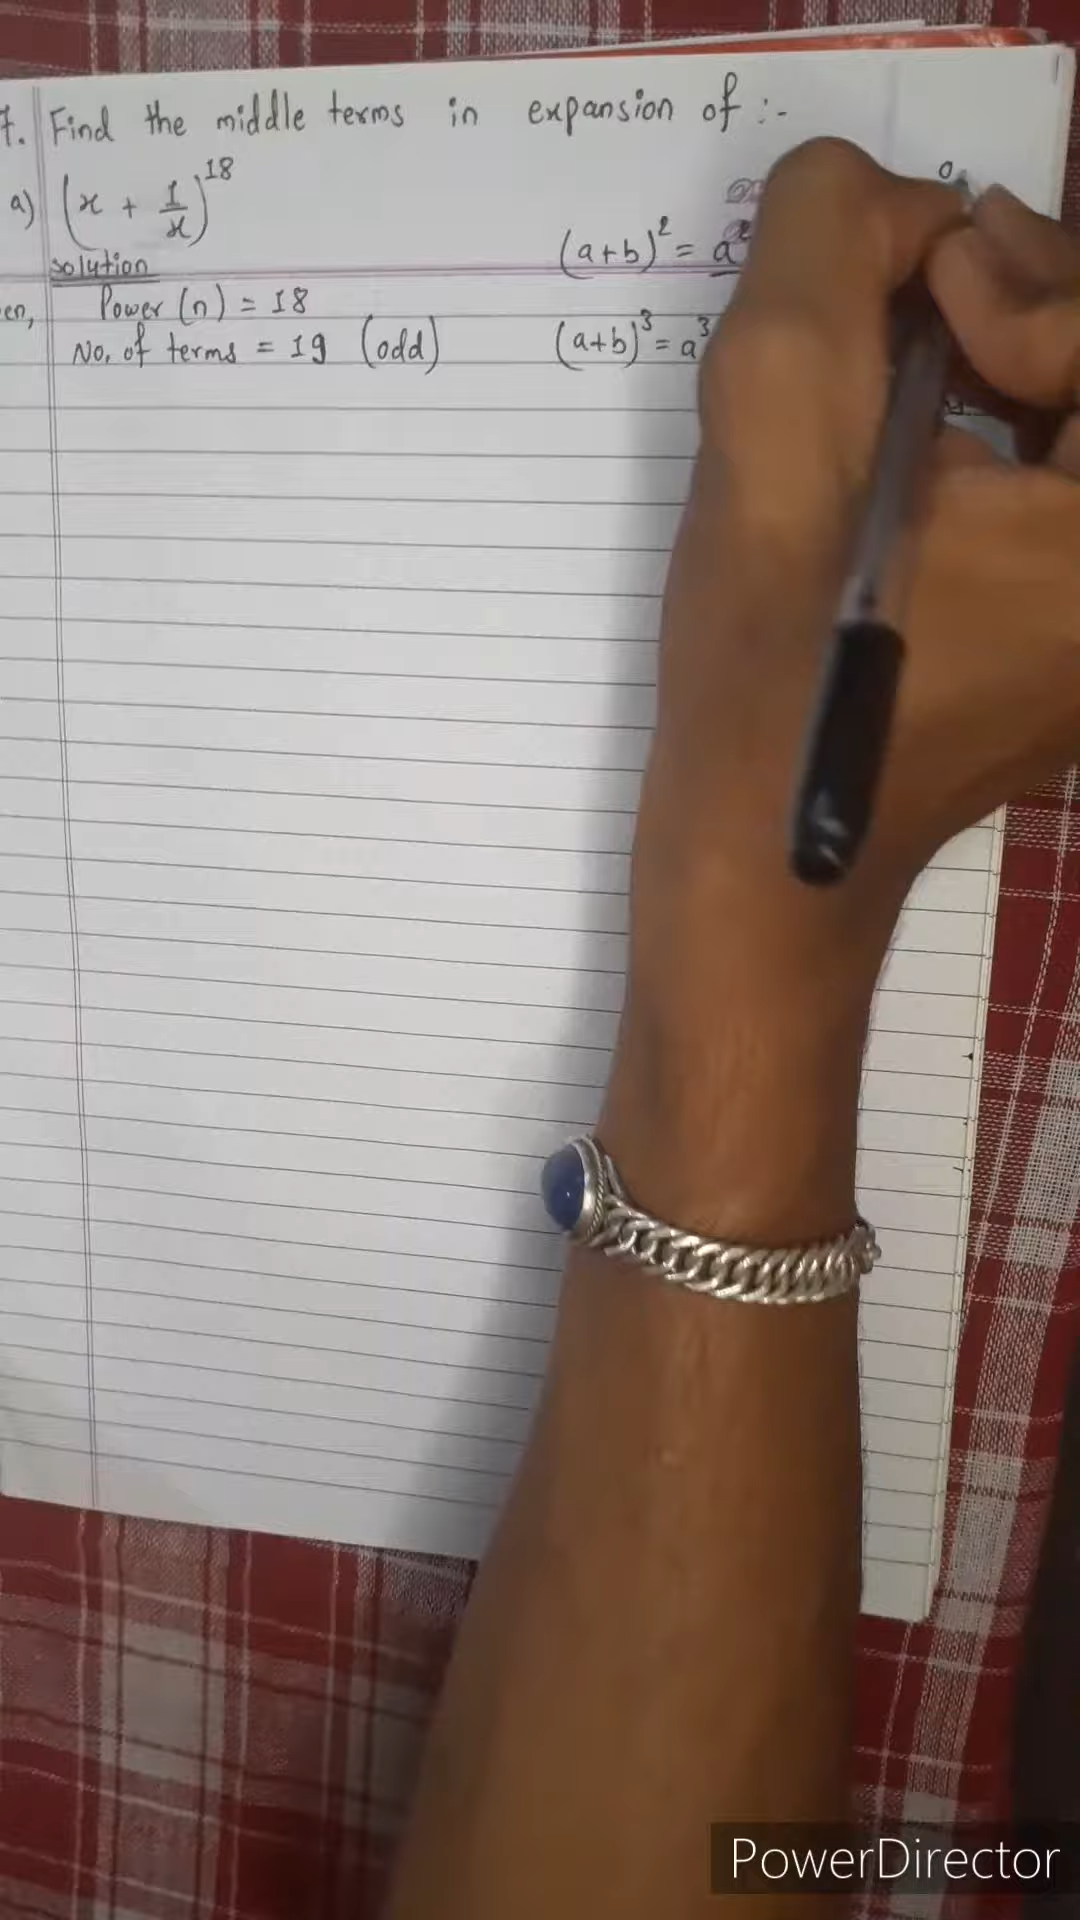 7. Find the middle terms in expansion of :-
a) (x + 1/x)^18
solution
en, Power (n) = 18
No. of terms = 19 (odd)
(a+b)^2 = a^2
(a+b)^3 = a^3
PowerDirector